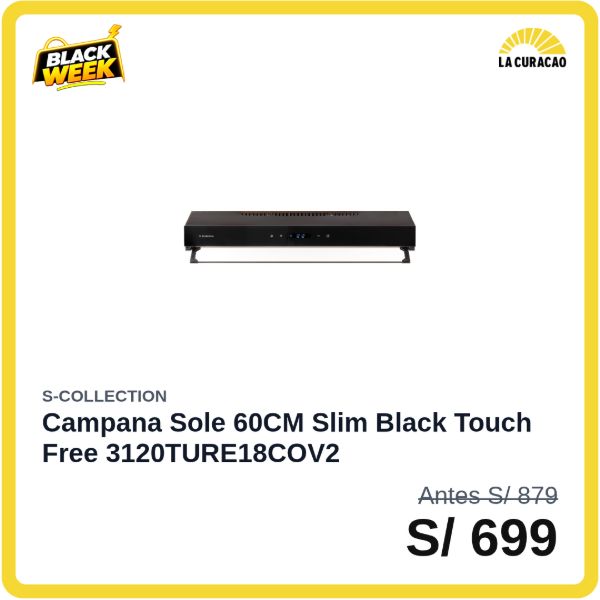 BLACK
WEEK
LA CURACAO
S-COLLECTION
Campana Sole 60CM Slim Black Touch
Free 3120TURE18COV2
Antes S/ 879
S/ 699